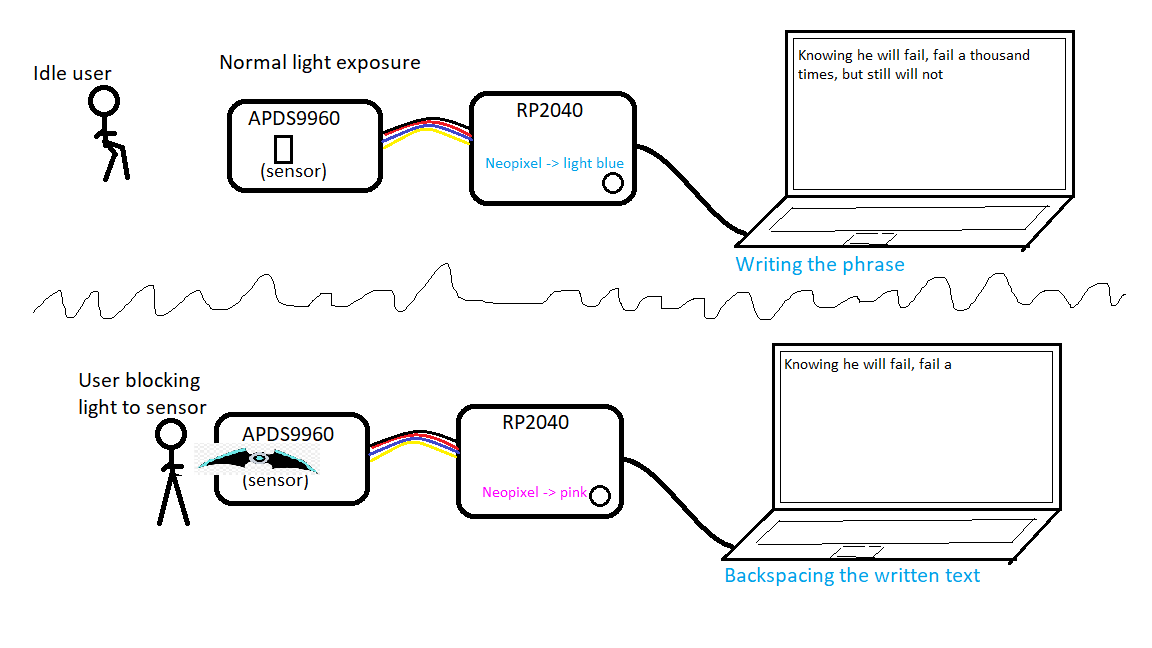 Idle user
Normal light exposure
APDS9960
(sensor)
RP2040
Neopixel -> light blue
Knowing he will fail, fail a thousand
times, but still will not
Writing the phrase
User blocking
light to sensor
APDS9960
(sensor)
RP2040
Neopixel -> pink
Knowing he will fail, fail a
Backspacing the written text